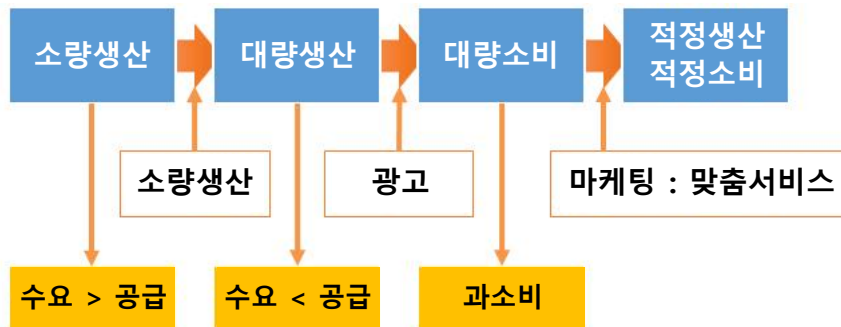 소량생산
대량생산
대량소비
적정생산
적정소비
소량생산
광고
마케팅 : 맞춤서비스
수요 > 공급
수요 < 공급
과소비